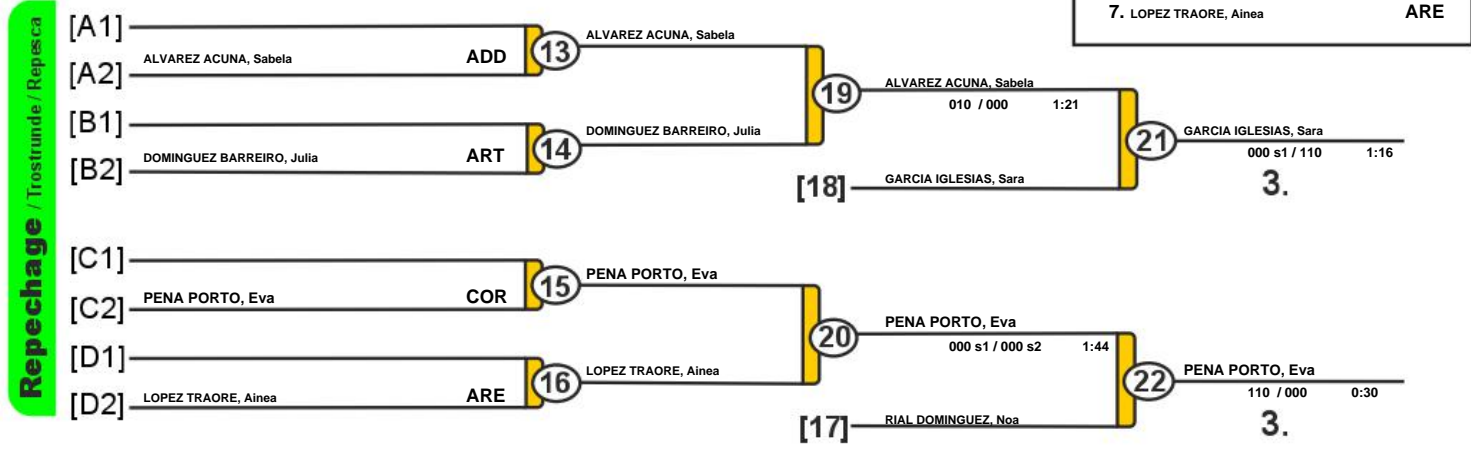 7. LOPEZ TRAORE, Ainea ARE
Repechage / Trostrunde / Repesca
[A1]
ALVAREZ ACUNA, Sabela ADD
[A2]
13
ALVAREZ ACUNA, Sabela
[B1]
DOMINGUEZ BARREIRO, Julia ART
[B2]
14
DOMINGUEZ BARREIRO, Julia
19
ALVAREZ ACUNA, Sabela
010 / 000 1:21
[18] GARCIA IGLESIAS, Sara
21
GARCIA IGLESIAS, Sara
000 s1 / 110 1:16
3.
[C1]
PENA PORTO, Eva COR
[C2]
15
PENA PORTO, Eva
[D1]
LOPEZ TRAORE, Ainea ARE
[D2]
16
LOPEZ TRAORE, Ainea
20
PENA PORTO, Eva
000 s1 / 000 s2 1:44
[17] RIAL DOMINGUEZ, Noa
22
PENA PORTO, Eva
110 / 000 0:30
3.